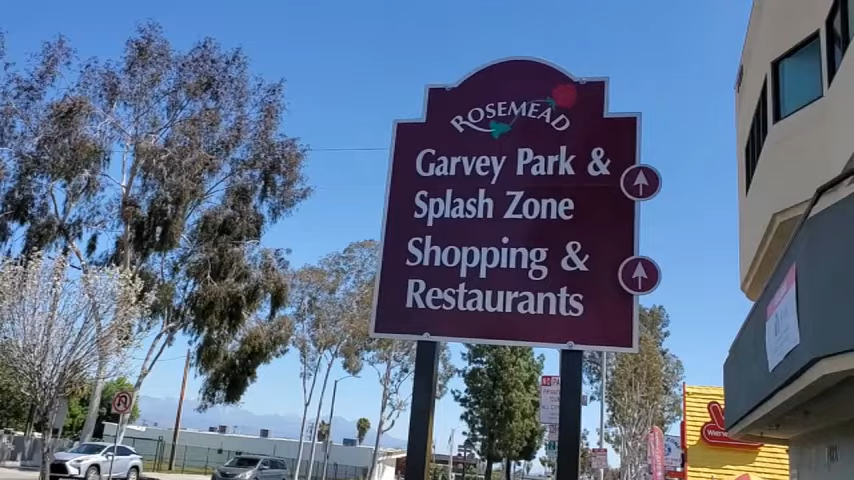 ROSEMEAD
Garvey Park &
Splash Zone
Shopping &
Restaurants